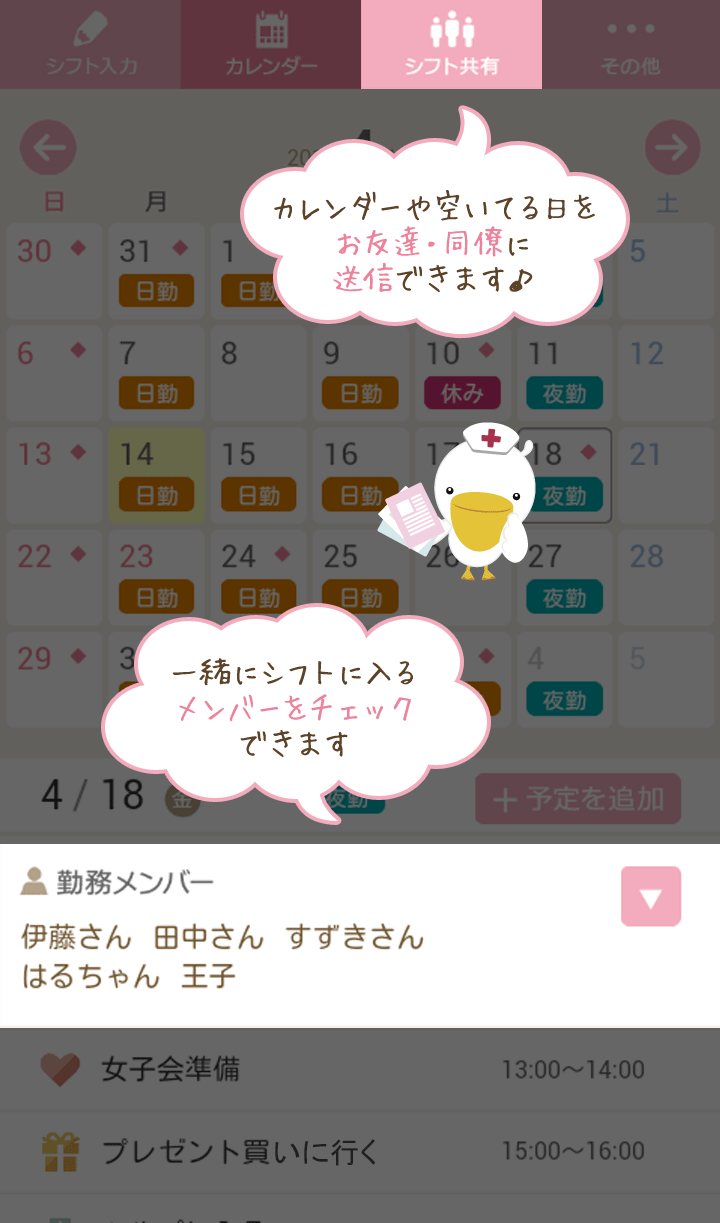 シフト入力 カレンダー シフト共有 その他
カレンダーや空いてる日を
お友達・同僚に
送信できます♪
日 月 土
30 31 1 5
日勤 日勤
6 7 8 9 10 11 12
日勤 日勤 休み 夜勤
13 14 15 16 17 18 21
日勤 日勤 日勤 夜勤
22 23 24 25 26 27 28
日勤 日勤 日勤 夜勤
29 4 5
夜勤
一緒にシフトに入る
メンバーをチェック
できます
4 / 18 金 夜勤 +予定を追加
勤務メンバー
伊藤さん 田中さん すずきさん
はるちゃん 王子
女子会準備 13:00～14:00
プレゼント買いに行く 15:00～16:00